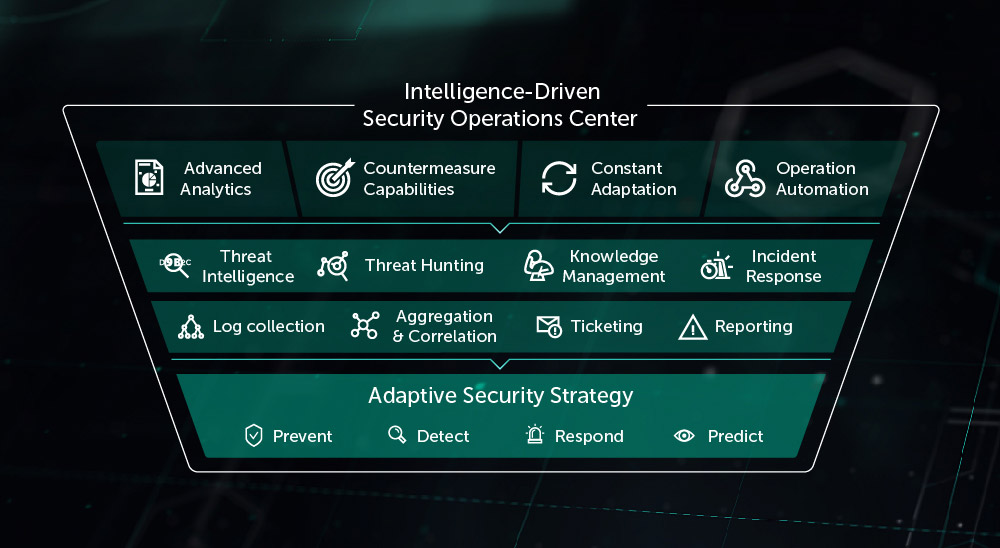 Intelligence-Driven
Security Operations Center
Advanced
Analytics
Countermeasure
Capabilities
Constant
Adaptation
Operation
Automation
Threat
Intelligence
Threat Hunting
Knowledge
Management
Incident
Response
Log collection
Aggregation
& Correlation
Ticketing
Reporting
Adaptive Security Strategy
Prevent
Detect
Respond
Predict